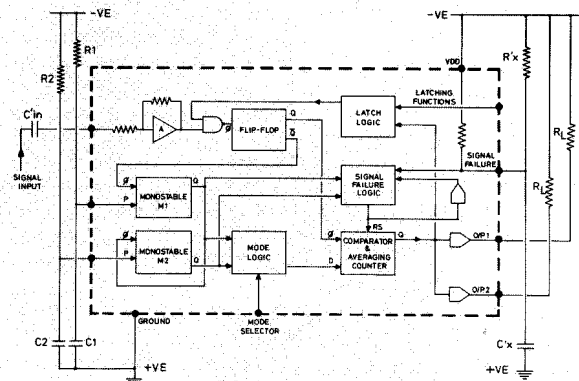 -VE
-VE
R1
R2
R'x
VDD
LATCHING
FUNCTIONS
C'in
A
Ø
FLIP-FLOP
Q
Q̅
LATCH
LOGIC
RL
SIGNAL
INPUT
SIGNAL
FAILURE
Ø
P
MONOSTABLE
M1
Q
SIGNAL
FAILURE
LOGIC
RL
RS
Ø
P
MONOSTABLE
M2
Q
MODE
LOGIC
Ø
D
COMPARATOR
&
AVERAGING
COUNTER
Q
O/P1
O/P2
GROUND
MODE
SELECTOR
C2
C1
C'x
+VE
+VE